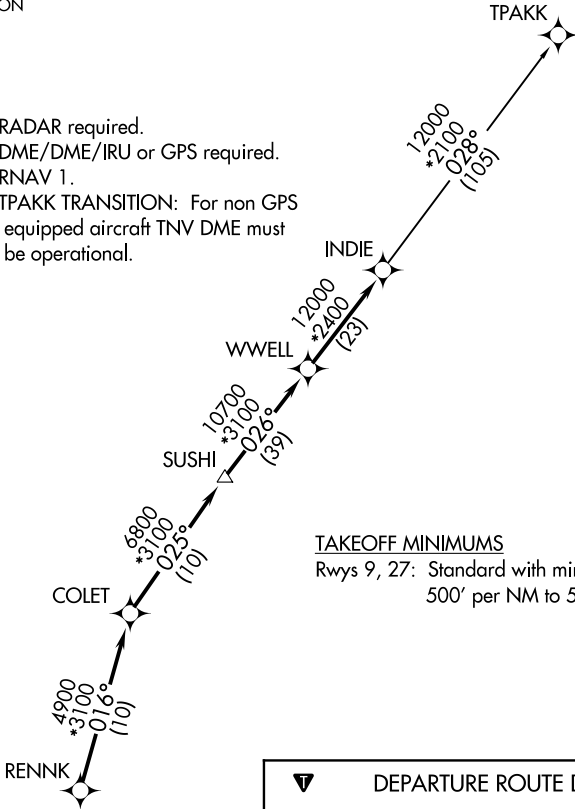 ON
TPAKK
RADAR required.
DME/DME/IRU or GPS required.
RNAV 1.
TPAKK TRANSITION: For non GPS
equipped aircraft TNV DME must
be operational.
12000
*2100
028°
(105)
INDIE
12000
*2400
(23)
WWELL
10700
*3100
026°
(39)
SUSHI
6800
*3100
025°
(10)
TAKEOFF MINIMUMS
Rwys 9, 27: Standard with min
500' per NM to 5
COLET
4900
*3100
016°
(10)
RENNK
T DEPARTURE ROUTE D